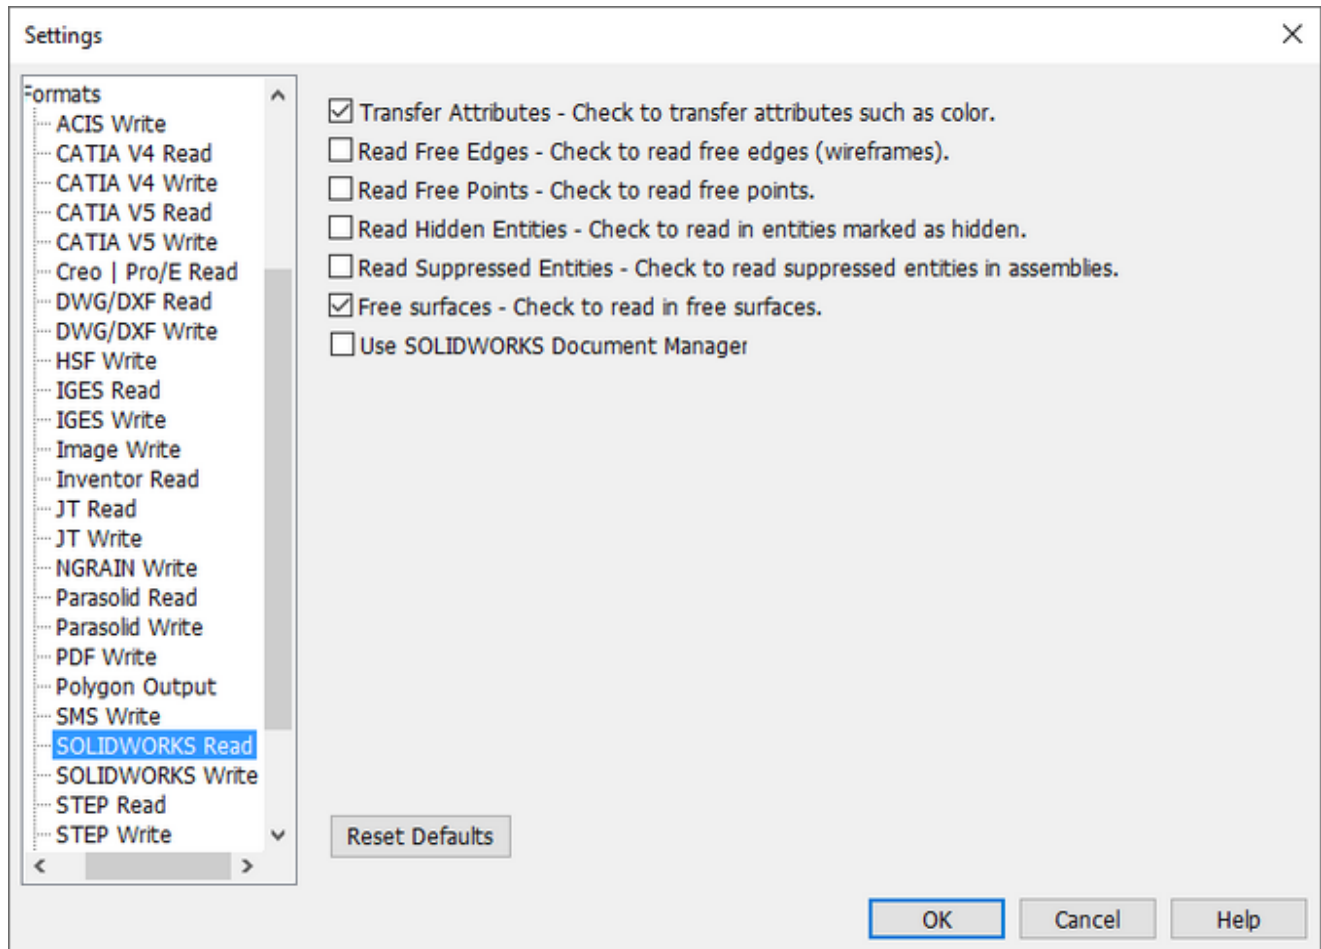 Settings
Formats
ACIS Write
CATIA V4 Read
CATIA V4 Write
CATIA V5 Read
CATIA V5 Write
Creo | Pro/E Read
DWG/DXF Read
DWG/DXF Write
HSF Write
IGES Read
IGES Write
Image Write
Inventor Read
JT Read
JT Write
NGRAIN Write
Parasolid Read
Parasolid Write
PDF Write
Polygon Output
SMS Write
SOLIDWORKS Read
SOLIDWORKS Write
STEP Read
STEP Write
Transfer Attributes - Check to transfer attributes such as color.
Read Free Edges - Check to read free edges (wireframes).
Read Free Points - Check to read free points.
Read Hidden Entities - Check to read in entities marked as hidden.
Read Suppressed Entities - Check to read suppressed entities in assemblies.
Free surfaces - Check to read in free surfaces.
Use SOLIDWORKS Document Manager
Reset Defaults
OK
Cancel
Help